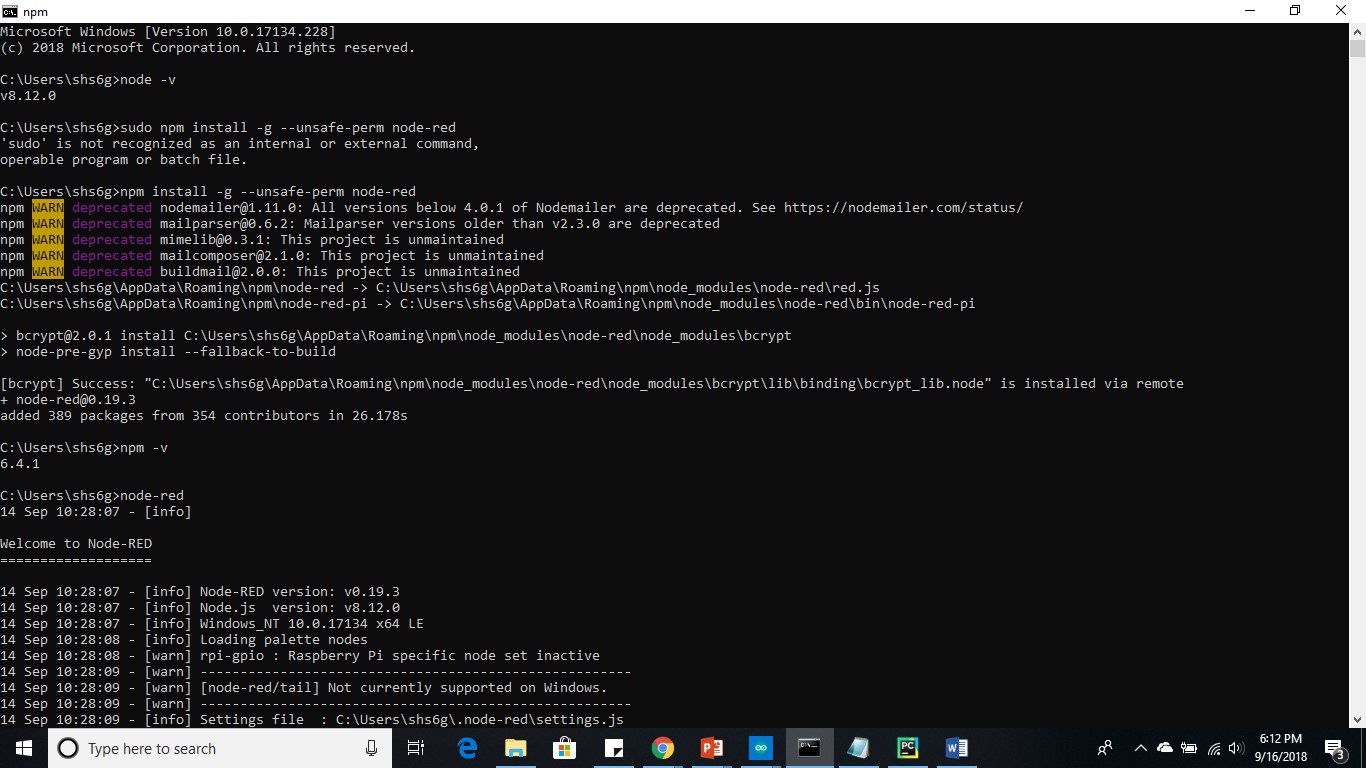 npm
Microsoft Windows [Version 10.0.17134.228]
(c) 2018 Microsoft Corporation. All rights reserved.
C:\Users\shs6g>node -v
v8.12.0
C:\Users\shs6g>sudo npm install -g --unsafe-perm node-red
'sudo' is not recognized as an internal or external command,
operable program or batch file.
C:\Users\shs6g>npm install -g --unsafe-perm node-red
npm WARN deprecated nodemailer@1.11.0: All versions below 4.0.1 of Nodemailer are deprecated. See https://nodemailer.com/status/
npm WARN deprecated mailparser@0.6.2: Mailparser versions older than v2.3.0 are deprecated
npm WARN deprecated mimelib@0.3.1: This project is unmaintained
npm WARN deprecated mailcomposer@2.1.0: This project is unmaintained
npm WARN deprecated buildmail@2.0.0: This project is unmaintained
C:\Users\shs6g\AppData\Roaming\npm\node-red -> C:\Users\shs6g\AppData\Roaming\npm\node_modules\node-red\red.js
C:\Users\shs6g\AppData\Roaming\npm\node-red-pi -> C:\Users\shs6g\AppData\Roaming\npm\node_modules\node-red\bin\node-red-pi
> bcrypt@2.0.1 install C:\Users\shs6g\AppData\Roaming\npm\node_modules\node-red\node_modules\bcrypt
> node-pre-gyp install --fallback-to-build
[bcrypt] Success: "C:\Users\shs6g\AppData\Roaming\npm\node_modules\node-red\node_modules\bcrypt\lib\binding\bcrypt_lib.node" is installed via remote
+ node-red@0.19.3
added 389 packages from 354 contributors in 26.178s
C:\Users\shs6g>npm -v
6.4.1
C:\Users\shs6g>node-red
14 Sep 10:28:07 - [info]
Welcome to Node-RED
===================
14 Sep 10:28:07 - [info] Node-RED version: v0.19.3
14 Sep 10:28:07 - [info] Node.js  version: v8.12.0
14 Sep 10:28:07 - [info] Windows_NT 10.0.17134 x64 LE
14 Sep 10:28:08 - [info] Loading palette nodes
14 Sep 10:28:08 - [warn] rpi-gpio : Raspberry Pi specific node set inactive
14 Sep 10:28:09 - [warn] ------------------------------------------------------
14 Sep 10:28:09 - [warn] [node-red/tail] Not currently supported on Windows.
14 Sep 10:28:09 - [warn] ------------------------------------------------------
14 Sep 10:28:09 - [info] Settings file  : C:\Users\shs6g\.node-red\settings.js
Type here to search
6:12 PM
9/16/2018
3